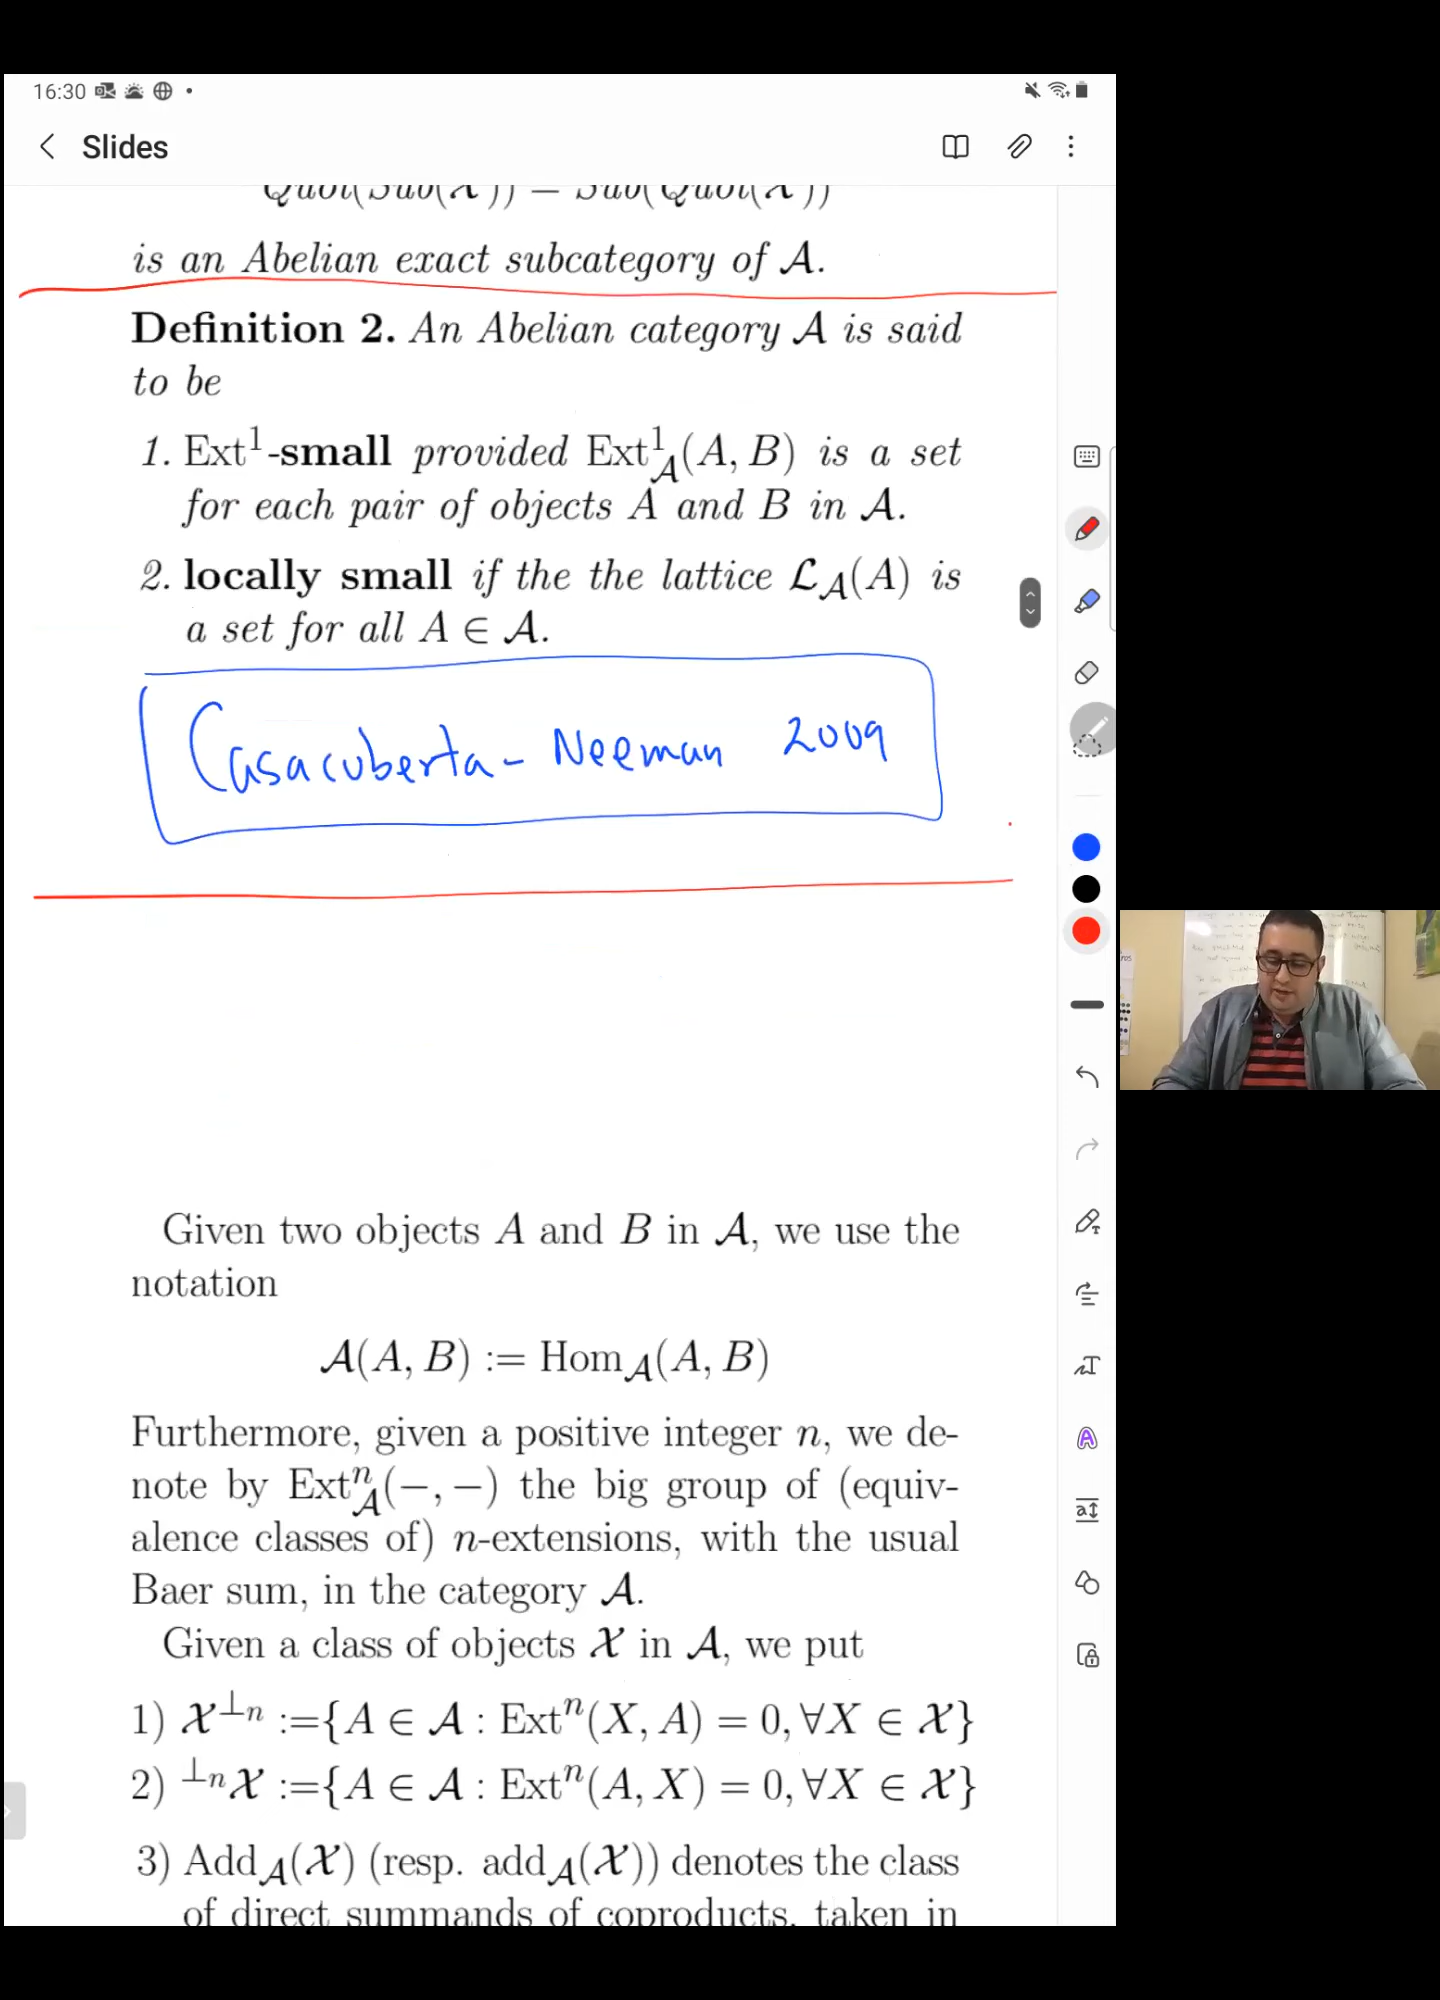 16:30
Slides
Quot(Sub(𝒳)) = Sub(Quot(𝒳))
is an Abelian exact subcategory of 𝒜.
Definition 2. An Abelian category 𝒜 is said
to be
1. Ext¹-small provided Ext¹_𝒜(A, B) is a set
for each pair of objects A and B in 𝒜.
2. locally small if the the lattice ℒ_𝒜(A) is
a set for all A ∈ 𝒜.
Casacuberta - Neeman 2009
Given two objects A and B in 𝒜, we use the
notation
𝒜(A, B) := Hom_𝒜(A, B)
Furthermore, given a positive integer n, we de-
note by Extⁿ_𝒜(−, −) the big group of (equiv-
alence classes of) n-extensions, with the usual
Baer sum, in the category 𝒜.
Given a class of objects 𝒳 in 𝒜, we put
1) 𝒳^{⊥n} :={A ∈ 𝒜 : Extⁿ(X, A) = 0, ∀X ∈ 𝒳}
2) ^{⊥n}𝒳 :={A ∈ 𝒜 : Extⁿ(A, X) = 0, ∀X ∈ 𝒳}
3) Add_𝒜(𝒳) (resp. add_𝒜(𝒳)) denotes the class
of direct summands of coproducts, taken in